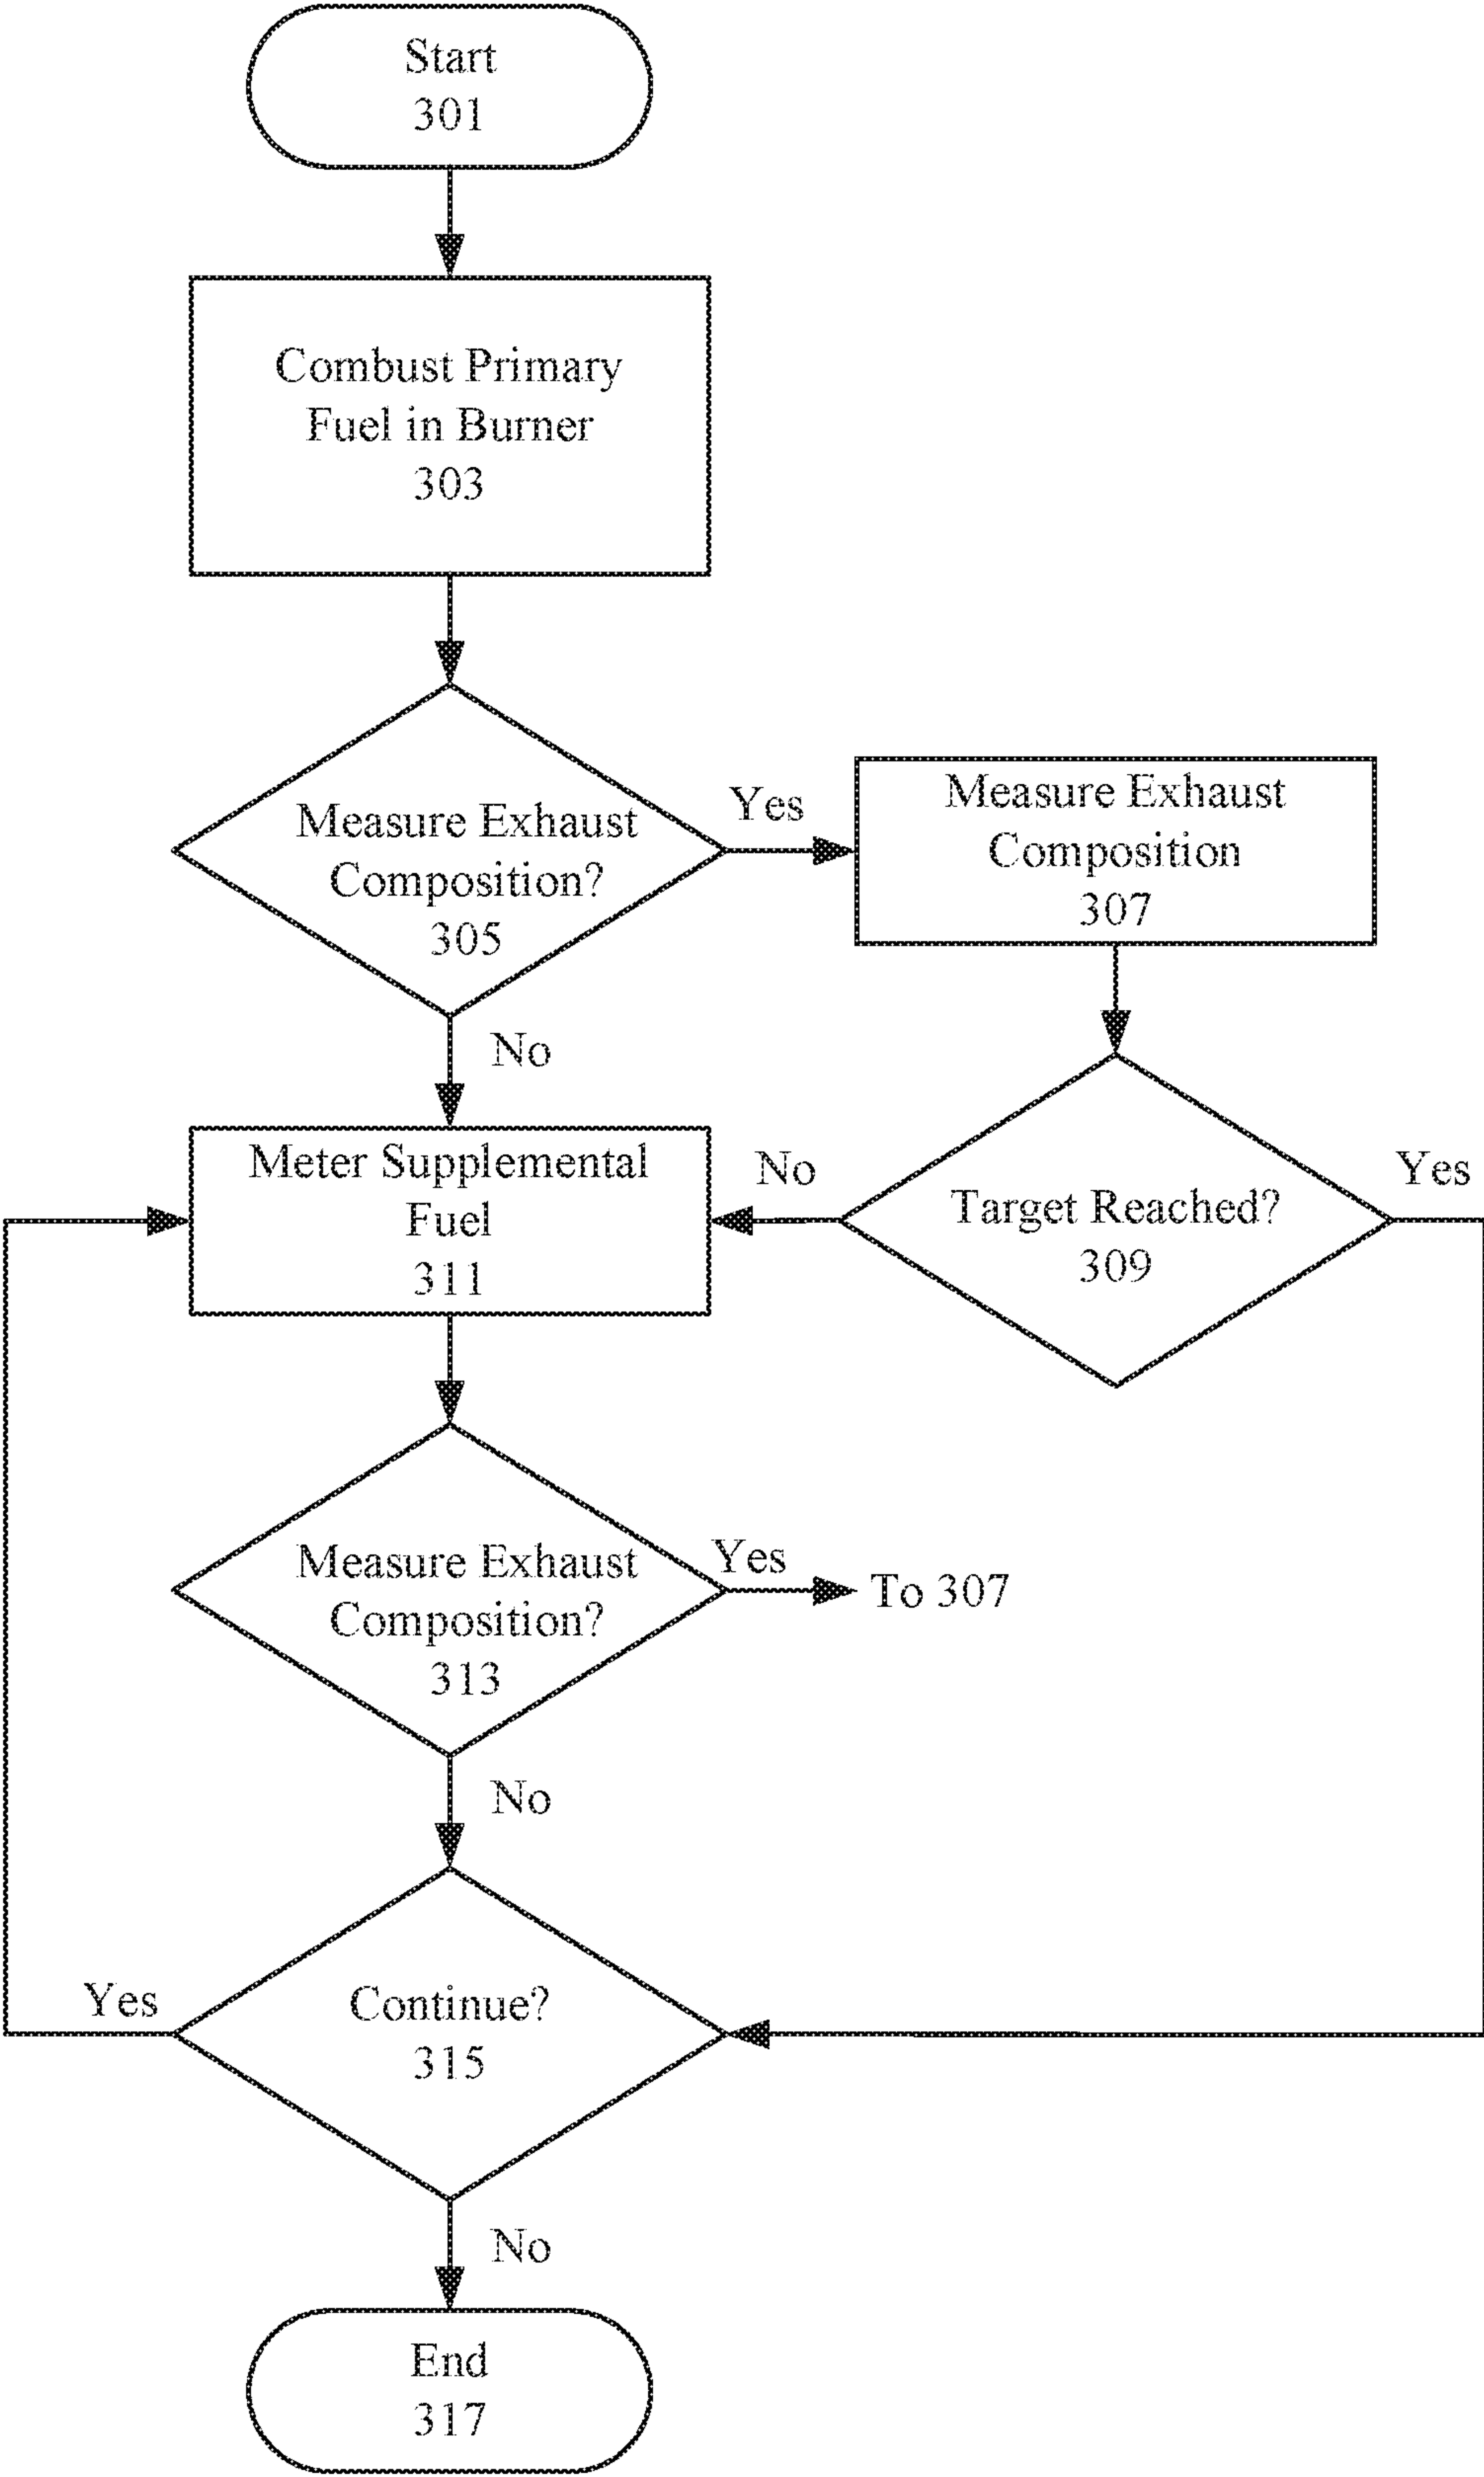 Start
301
Combust Primary
Fuel in Burner
303
Measure Exhaust
Composition?
305
Yes
Measure Exhaust
Composition
307
No
Meter Supplemental
Fuel
311
No
Target Reached?
309
Yes
Measure Exhaust
Composition?
313
Yes
To 307
No
Yes
Continue?
315
No
End
317